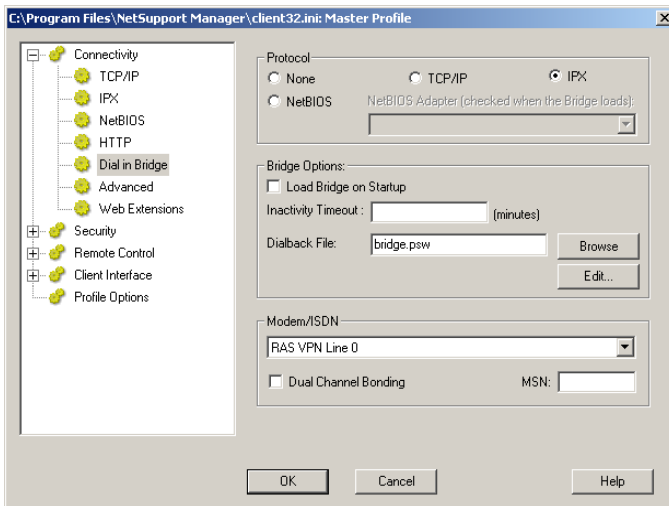 C:\Program Files\NetSupport Manager\client32.ini: Master Profile
Connectivity
TCP/IP
IPX
NetBIOS
HTTP
Dial in Bridge
Advanced
Web Extensions
Security
Remote Control
Client Interface
Profile Options
Protocol
None TCP/IP IPX
NetBIOS NetBIOS Adapter (checked when the Bridge loads):
Bridge Options:
Load Bridge on Startup
Inactivity Timeout : (minutes)
Dialback File: bridge.psw Browse
Edit...
Modem/ISDN
RAS VPN Line 0
Dual Channel Bonding MSN:
OK Cancel Help